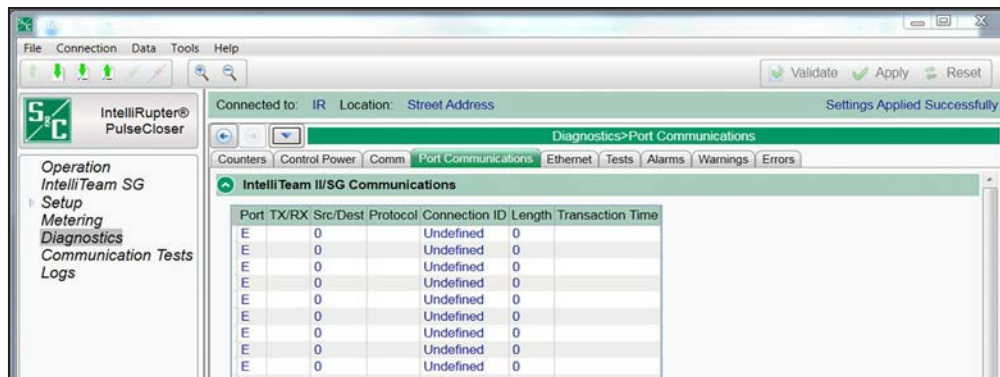 File Connection Data Tools Help
Validate Apply Reset
S&C
IntelliRupter®
PulseCloser
Connected to: IR Location: Street Address
Settings Applied Successfully
Diagnostics>Port Communications
Counters Control Power Comm Port Communications Ethernet Tests Alarms Warnings Errors
Operation
IntelliTeam SG
Setup
Metering
Diagnostics
Communication Tests
Logs
IntelliTeam II/SG Communications
Port TX/RX Src/Dest Protocol Connection ID Length Transaction Time
E 0 Undefined 0
E 0 Undefined 0
E 0 Undefined 0
E 0 Undefined 0
E 0 Undefined 0
E 0 Undefined 0
E 0 Undefined 0
E 0 Undefined 0
E 0 Undefined 0